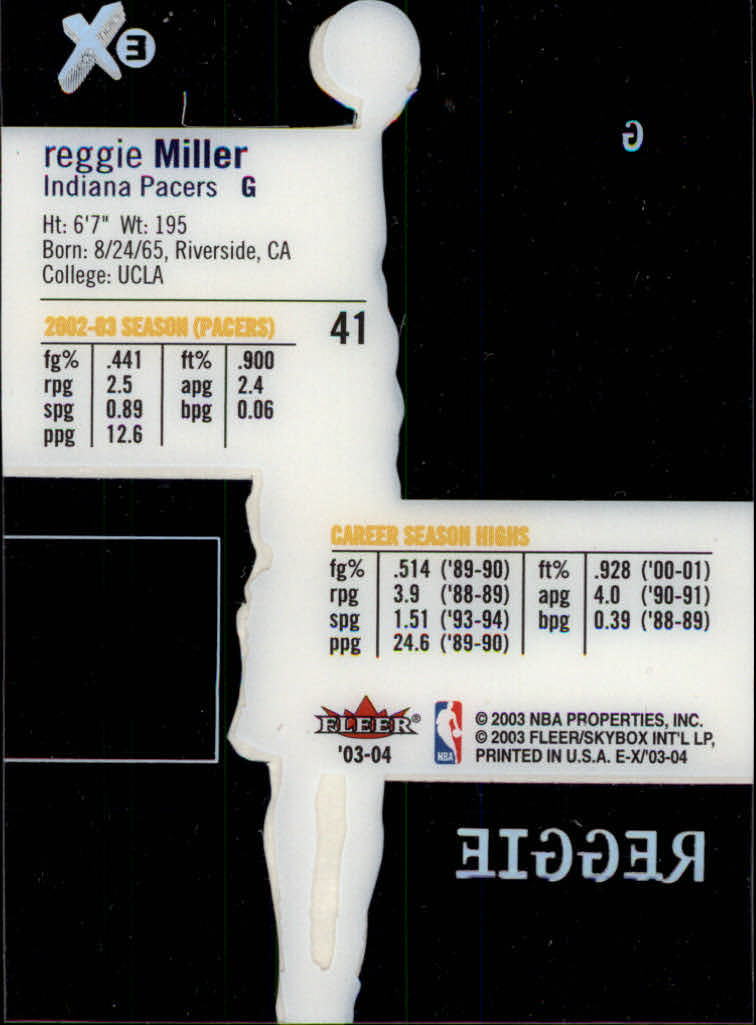 EX
G
reggie Miller
Indiana Pacers G
Ht: 6'7" Wt: 195
Born: 8/24/65, Riverside, CA
College: UCLA
2002-03 SEASON (PACERS)
41
fg% .441 ft% .900
rpg 2.5 apg 2.4
spg 0.89 bpg 0.06
ppg 12.6
CAREER SEASON HIGHS
fg% .514 ('89-90) ft% .928 ('00-01)
rpg 3.9 ('88-89) apg 4.0 ('90-91)
spg 1.51 ('93-94) bpg 0.39 ('88-89)
ppg 24.6 ('89-90)
FLEER®
'03-04
NBA
© 2003 NBA PROPERTIES, INC.
© 2003 FLEER/SKYBOX INT'L LP,
PRINTED IN U.S.A. E-X/'03-04
REGGIE